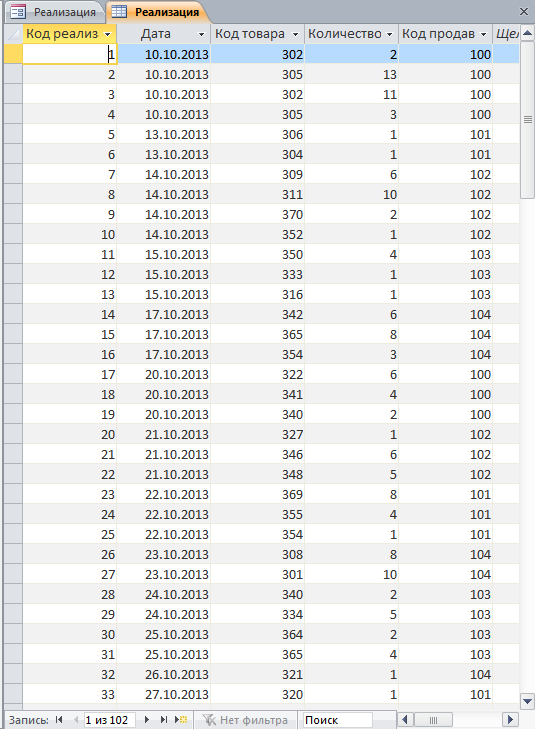 Реализация Реализация
Код реализ Дата Код товара Количество Код продав Щел
1 10.10.2013 302 2 100
2 10.10.2013 305 13 100
3 10.10.2013 302 11 100
4 10.10.2013 305 3 100
5 13.10.2013 306 1 101
6 13.10.2013 304 1 101
7 14.10.2013 309 6 102
8 14.10.2013 311 10 102
9 14.10.2013 370 2 102
10 14.10.2013 352 1 102
11 15.10.2013 350 4 103
12 15.10.2013 333 1 103
13 15.10.2013 316 1 103
14 17.10.2013 342 6 104
15 17.10.2013 365 8 104
16 17.10.2013 354 3 104
17 20.10.2013 322 6 100
18 20.10.2013 341 4 100
19 20.10.2013 340 2 100
20 21.10.2013 327 1 102
21 21.10.2013 346 6 102
22 21.10.2013 348 5 102
23 22.10.2013 369 8 101
24 22.10.2013 355 4 101
25 22.10.2013 354 1 101
26 23.10.2013 308 8 104
27 23.10.2013 301 10 104
28 24.10.2013 340 2 103
29 24.10.2013 334 5 103
30 25.10.2013 364 2 103
31 25.10.2013 365 4 103
32 26.10.2013 321 1 104
33 27.10.2013 320 1 101
Запись: 1 из 102 Нет фильтра Поиск